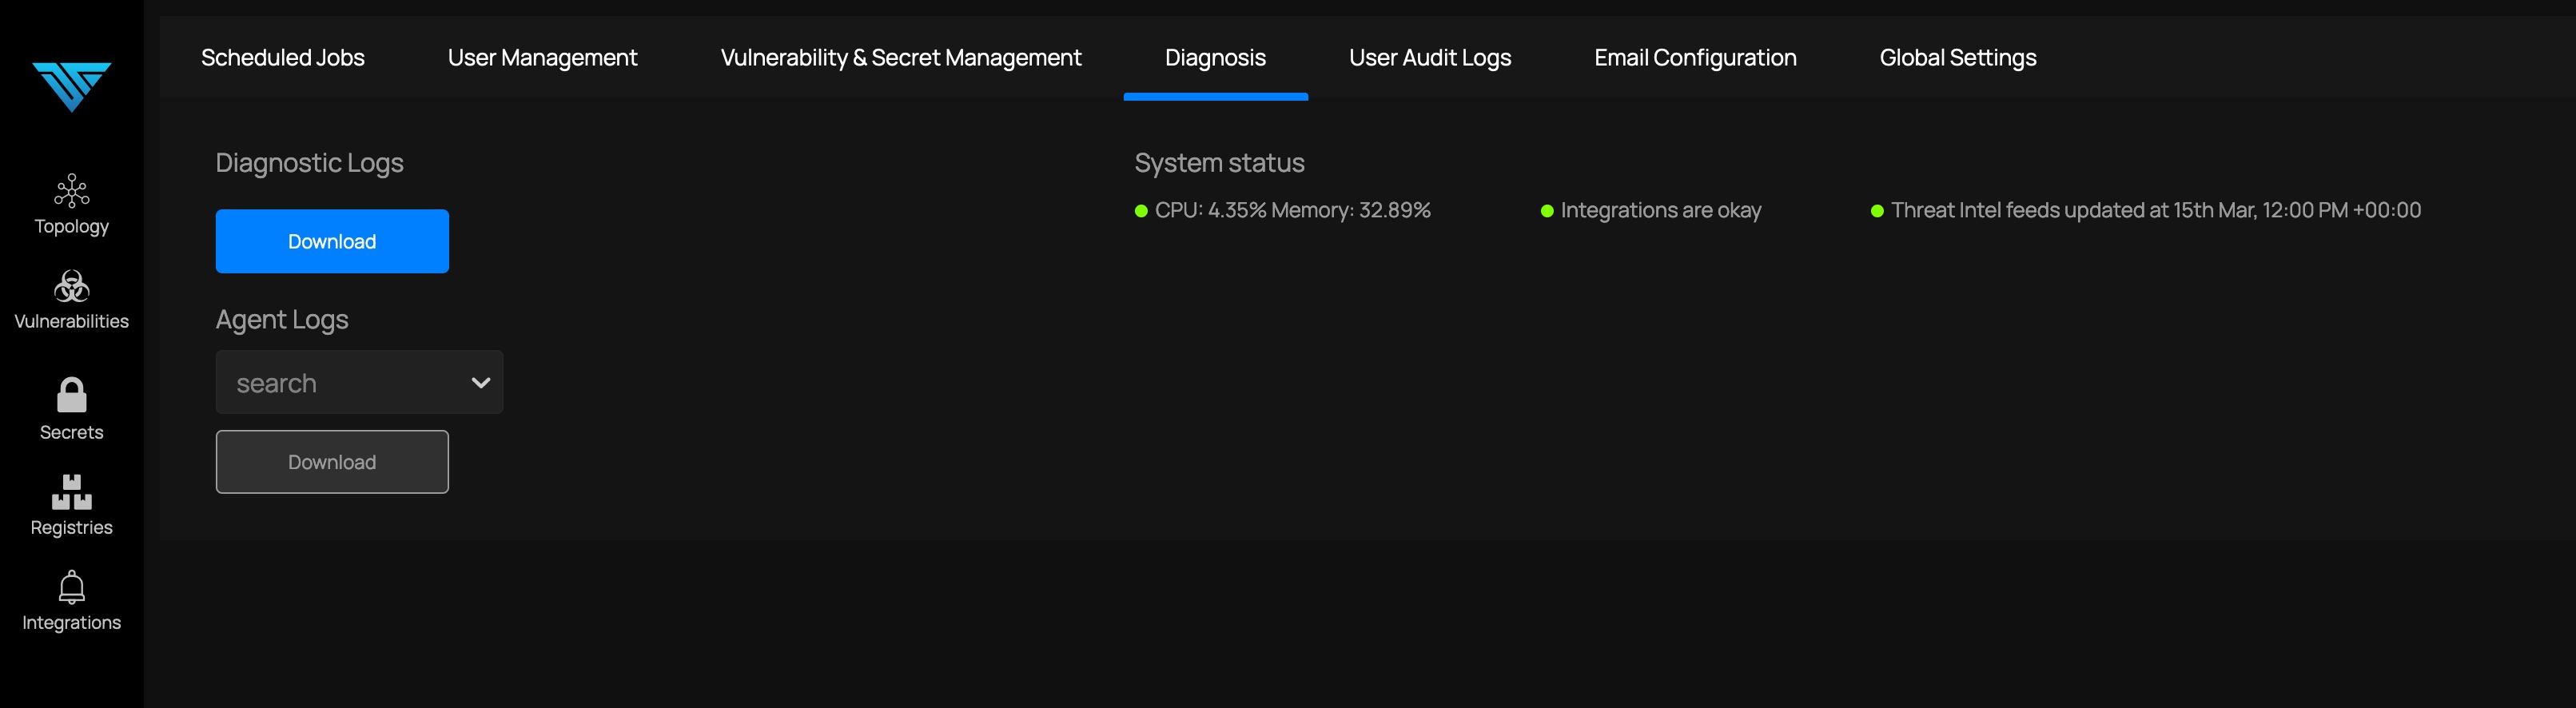 Scheduled Jobs
User Management
Vulnerability & Secret Management
Diagnosis
User Audit Logs
Email Configuration
Global Settings
Topology
Vulnerabilities
Secrets
Registries
Integrations
Diagnostic Logs
Download
Agent Logs
search
Download
System status
CPU: 4.35% Memory: 32.89%
Integrations are okay
Threat Intel feeds updated at 15th Mar, 12:00 PM +00:00